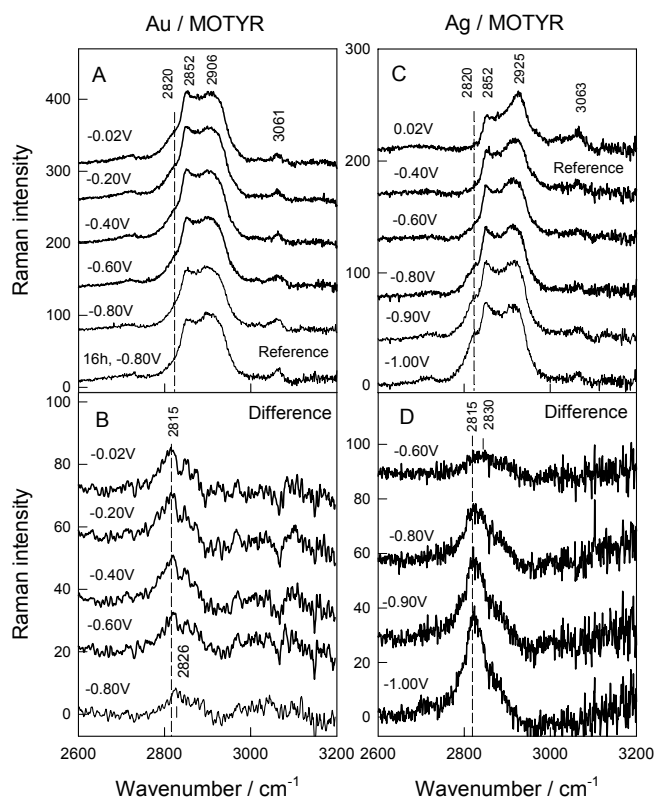 Au / MOTYR
Ag / MOTYR
A
2820
2852
2906
3061
-0.02V
-0.20V
-0.40V
-0.60V
-0.80V
16h, -0.80V
Reference
400
300
200
100
0
Raman intensity
C
2820
2852
2925
3063
0.02V
Reference
-0.40V
-0.60V
-0.80V
-0.90V
-1.00V
300
200
100
0
B
Difference
2815
-0.02V
-0.20V
-0.40V
-0.60V
2826
-0.80V
80
60
40
20
0
Raman intensity
2600 2800 3000 3200
Wavenumber / cm-1
D
Difference
2815
2830
-0.60V
-0.80V
-0.90V
-1.00V
100
80
60
40
20
0
2600 2800 3000 3200
Wavenumber / cm-1